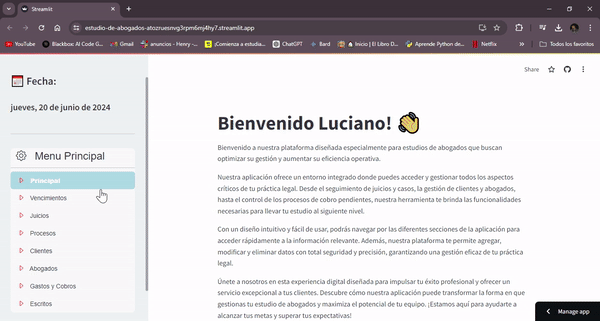 Streamlit
estudio-de-abogados-atozruesnvg3rpm6mj4hy7.streamlit.app
YouTube
Blackbox: AI Code G...
Gmail
anuncios - Henry -...
¡Comienza a estudia...
ChatGPT
Bard
Inicio | El Libro D...
Aprende Python de...
Netflix
Todos los favoritos
Share
Fecha:
jueves, 20 de junio de 2024
Menu Principal
Principal
Vencimientos
Juicios
Procesos
Clientes
Abogados
Gastos y Cobros
Escritos
Bienvenido Luciano!
Bienvenido a nuestra plataforma diseñada especialmente para estudios de abogados que buscan
optimizar su gestión y aumentar su eficiencia operativa.
Nuestra aplicación ofrece un entorno integrado donde puedes acceder y gestionar todos los aspectos
críticos de tu práctica legal. Desde el seguimiento de juicios y casos, la gestión de clientes y abogados,
hasta el control de los procesos de cobro pendientes, nuestra herramienta te brinda las funcionalidades
necesarias para llevar tu estudio al siguiente nivel.
Con un diseño intuitivo y fácil de usar, podrás navegar por las diferentes secciones de la aplicación para
acceder rápidamente a la información relevante. Además, nuestra plataforma te permite agregar,
modificar y eliminar datos con total seguridad y precisión, garantizando una gestión eficaz de tu práctica
legal.
Únete a nosotros en esta experiencia digital diseñada para impulsar tu éxito profesional y ofrecer un
servicio excepcional a tus clientes. Descubre cómo nuestra aplicación puede transformar la forma en que
gestionas tu estudio de abogados y maximiza el potencial de tu equipo. ¡Estamos aquí para ayudarte a
alcanzar tus metas y superar tus expectativas!
Manage app